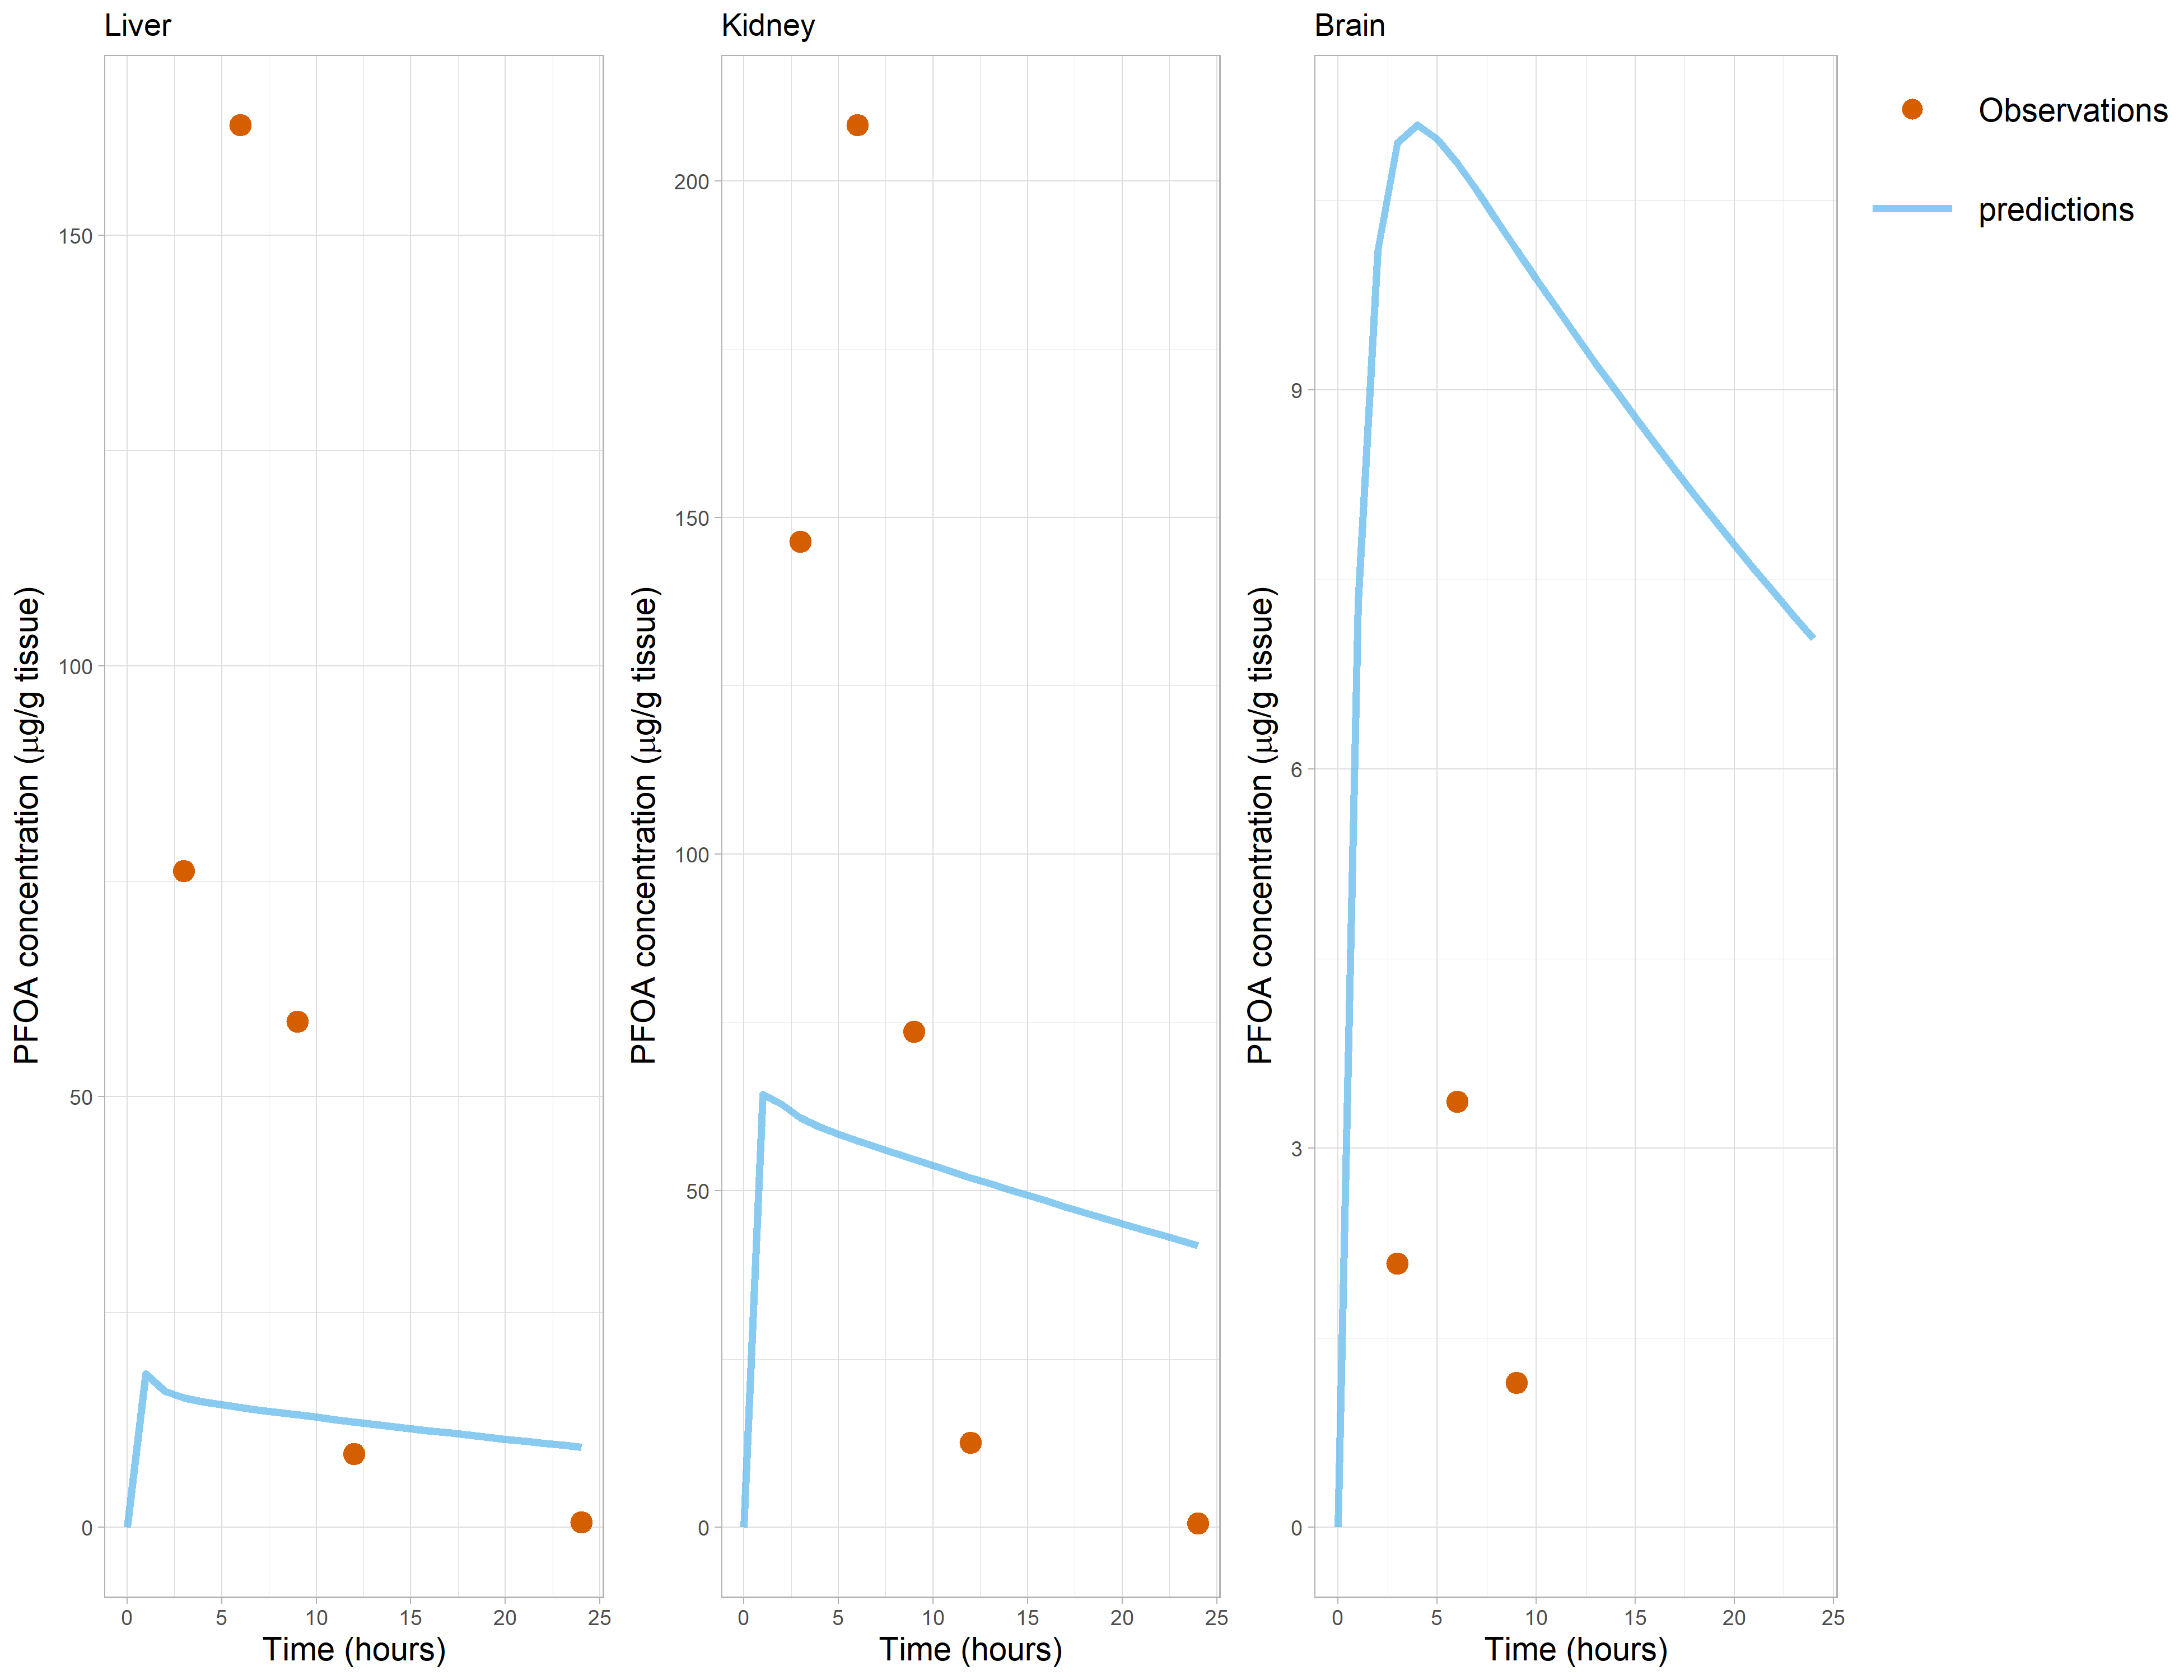 Liver
PFOA concentration (μg/g tissue)
150
100
50
0
0 5 10 15 20 25
Time (hours)
Kidney
PFOA concentration (μg/g tissue)
200
150
100
50
0
0 5 10 15 20 25
Time (hours)
Brain
PFOA concentration (μg/g tissue)
9
6
3
0
0 5 10 15 20 25
Time (hours)
Observations
predictions